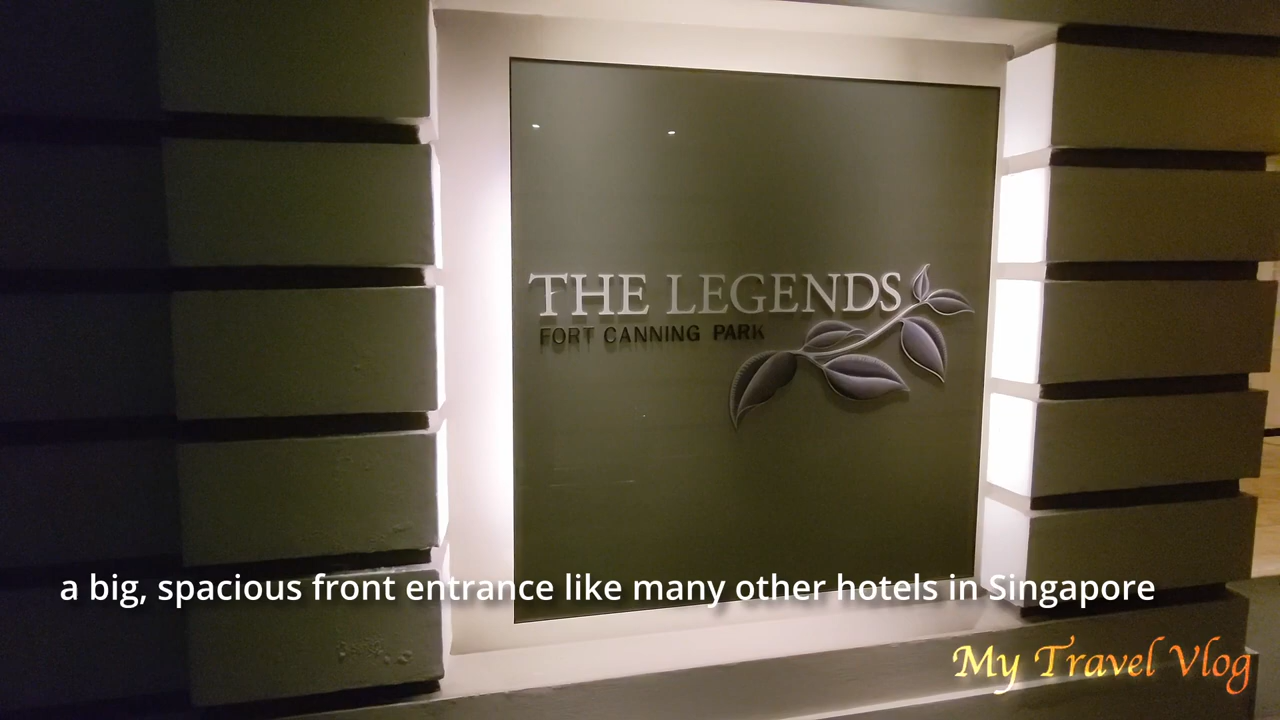 THE LEGENDS
FORT CANNING PARK
a big, spacious front entrance like many other hotels in Singapore
My Travel Vlog